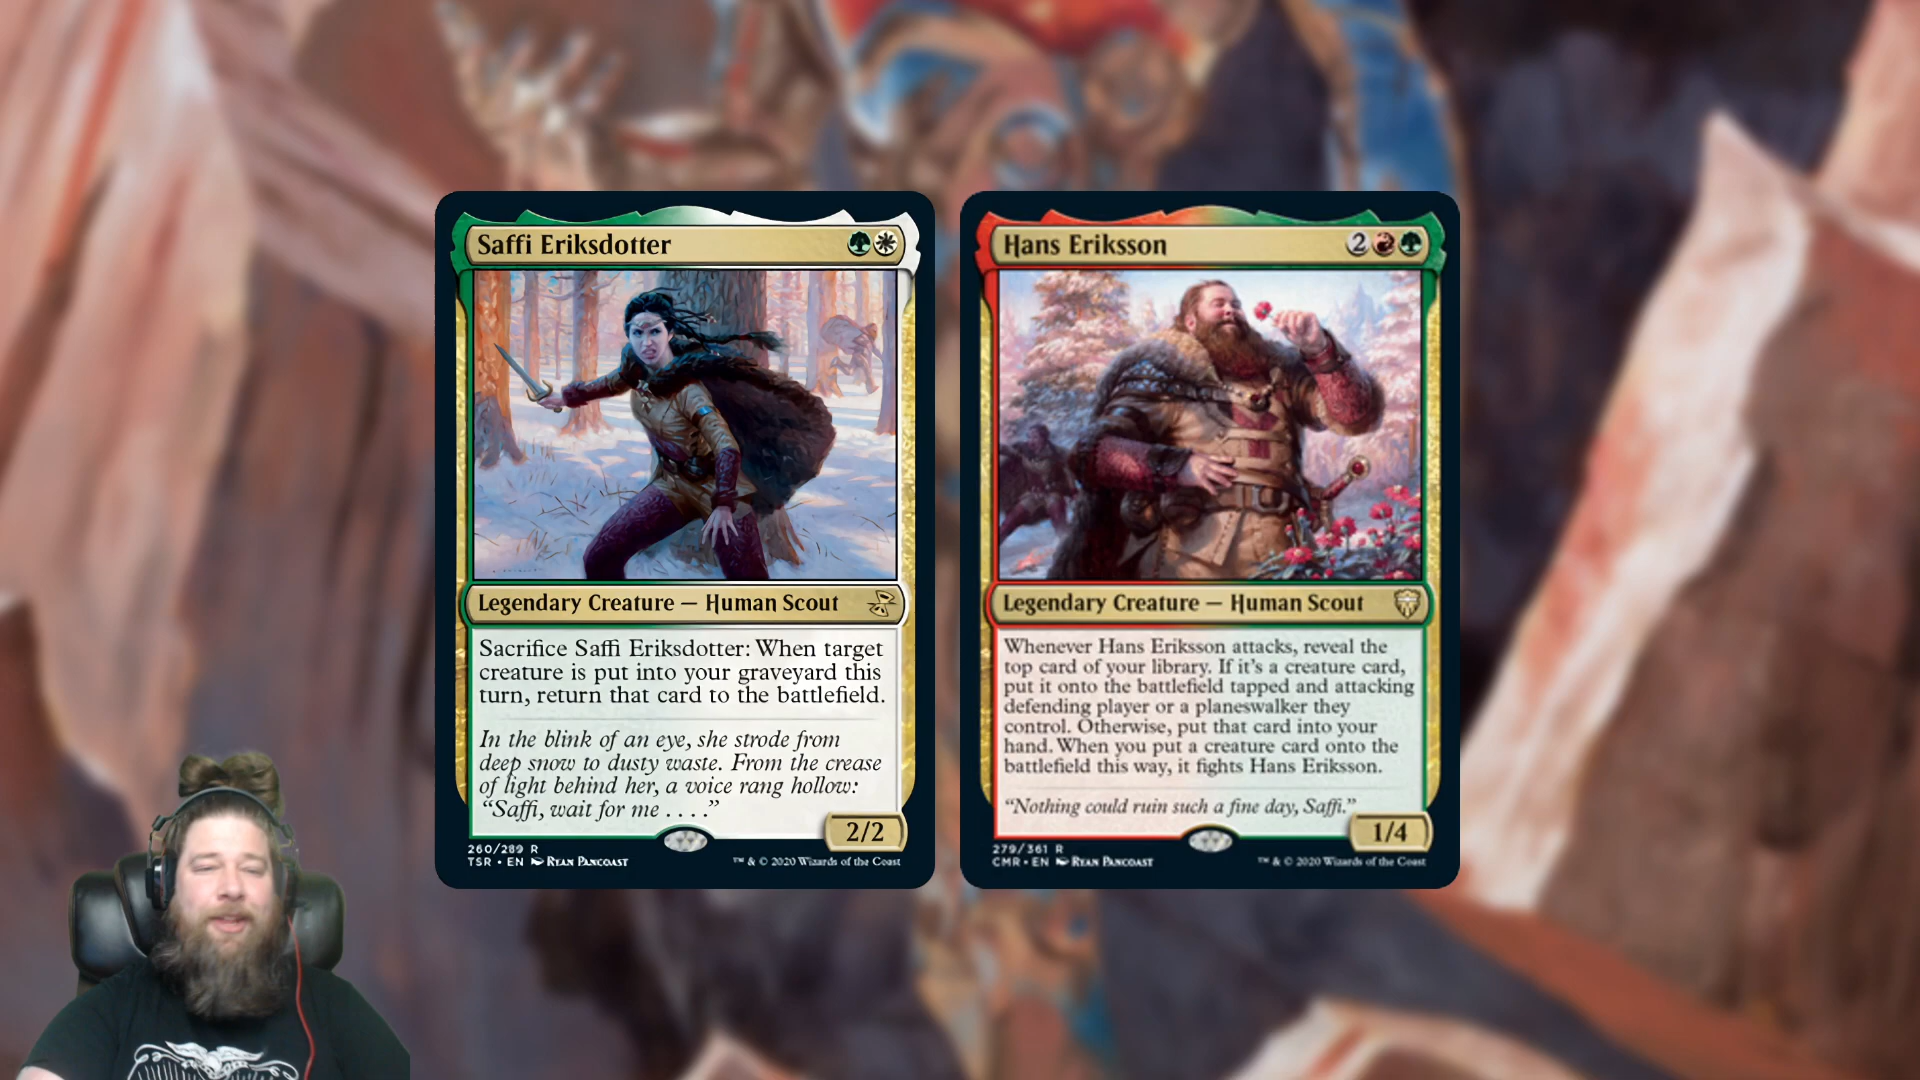 Saffi Eriksdotter
Legendary Creature — Human Scout
Sacrifice Saffi Eriksdotter: When target
creature is put into your graveyard this
turn, return that card to the battlefield.
In the blink of an eye, she strode from
deep snow to dusty waste. From the crease
of light behind her, a voice rang hollow:
“Saffi, wait for me . . . .”
2/2
260/289 R
TSR • EN Ryan Pancoast
™ & © 2020 Wizards of the Coast
Hans Eriksson
2
Legendary Creature — Human Scout
Whenever Hans Eriksson attacks, reveal the
top card of your library. If it's a creature card,
put it onto the battlefield tapped and attacking
defending player or a planeswalker they
control. Otherwise, put that card into your
hand. When you put a creature card onto the
battlefield this way, it fights Hans Eriksson.
“Nothing could ruin such a fine day, Saffi.”
1/4
279/361 R
CMR • EN Ryan Pancoast
™ & © 2020 Wizards of the Coast